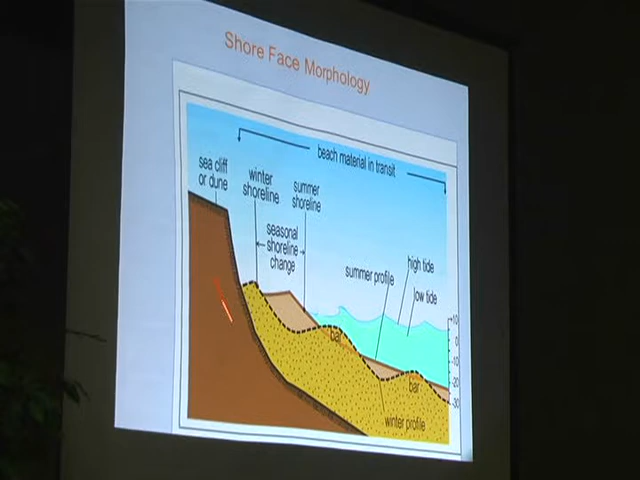 Shore Face Morphology
beach material in transit
sea cliff
or dune
winter
shoreline
summer
shoreline
seasonal
shoreline
change
summer profile
high tide
low tide
+10
0
-10
-20
-30
bar
bar
winter profile